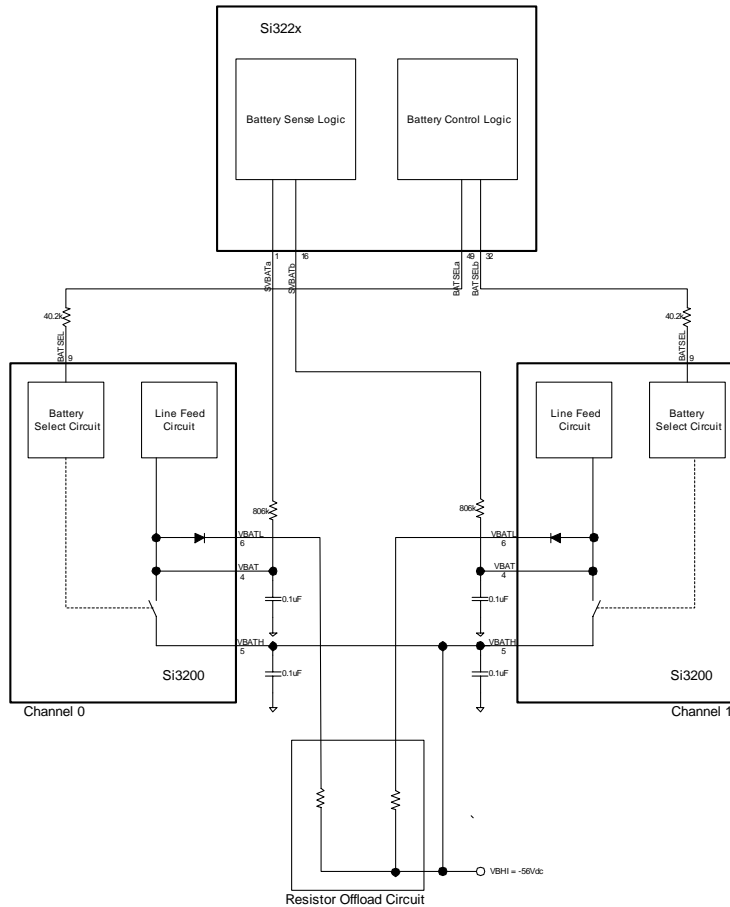 Si322x
Battery Sense Logic
Battery Control Logic
1
16
49
32
SVBATa
SVBATb
BATSELa
BATSELb
40.2k
BATSEL
9
40.2k
BATSEL
9
Battery
Select Circuit
Line Feed
Circuit
Line Feed
Circuit
Battery
Select Circuit
806k
806k
VBATL
6
VBATL
6
VBAT
4
VBAT
4
0.1uF
0.1uF
VBATH
5
VBATH
5
Si3200
0.1uF
0.1uF
Si3200
Channel 0
Channel 1
VBHI = -56Vdc
Resistor Offload Circuit